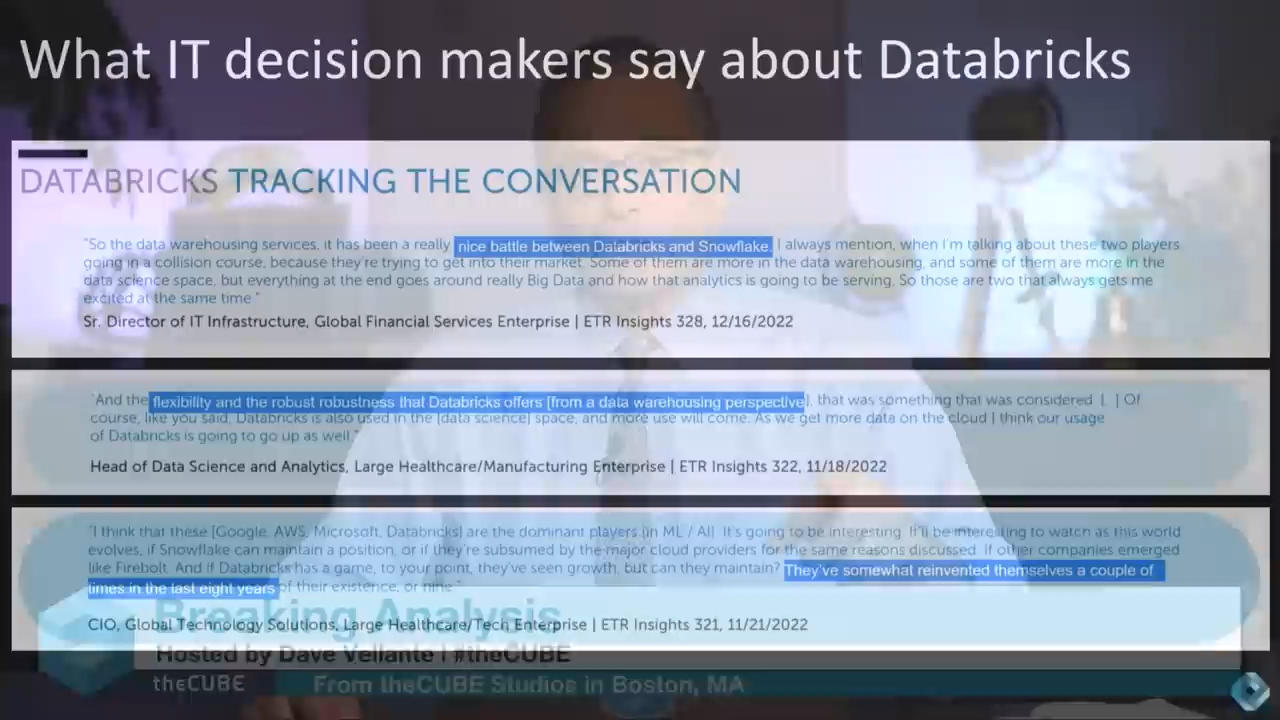 What IT decision makers say about Databricks
DATABRICKS TRACKING THE CONVERSATION
"So the data warehousing services, it has been a really nice battle between Databricks and Snowflake. I always mention, when I'm talking about these two players
going in a collision course, because they're trying to get into their market. Some of them are more in the data warehousing, and some of them are more in the
data science space, but everything at the end goes around really Big Data and how that analytics is going to be serving. So those are two that always gets me
excited at the same time."
Sr. Director of IT Infrastructure, Global Financial Services Enterprise | ETR Insights 328, 12/16/2022
"And the flexibility and the robust robustness that Databricks offers [from a data warehousing perspective], that was something that was considered [. ] Of
course, like you said, Databricks is also used in the [data science] space, and more use will come. As we get more data on the cloud I think our usage
of Databricks is going to go up as well."
Head of Data Science and Analytics, Large Healthcare/Manufacturing Enterprise | ETR Insights 322, 11/18/2022
"I think that these [Google, AWS, Microsoft, Databricks] are the dominant players [in ML / AI]. It's going to be interesting. It'll be interesting to watch as this world
evolves, if Snowflake can maintain a position, or if they're subsumed by the major cloud providers for the same reasons discussed. If other companies emerged
like Firebolt. And if Databricks has a game, to your point, they've seen growth, but can they maintain? They've somewhat reinvented themselves a couple of
times in the last eight years of their existence, or nine."
CIO, Global Technology Solutions, Large Healthcare/Tech Enterprise | ETR Insights 321, 11/21/2022
Breaking Analysis
Hosted by Dave Vellante | #theCUBE
theCUBE From theCUBE Studios in Boston, MA